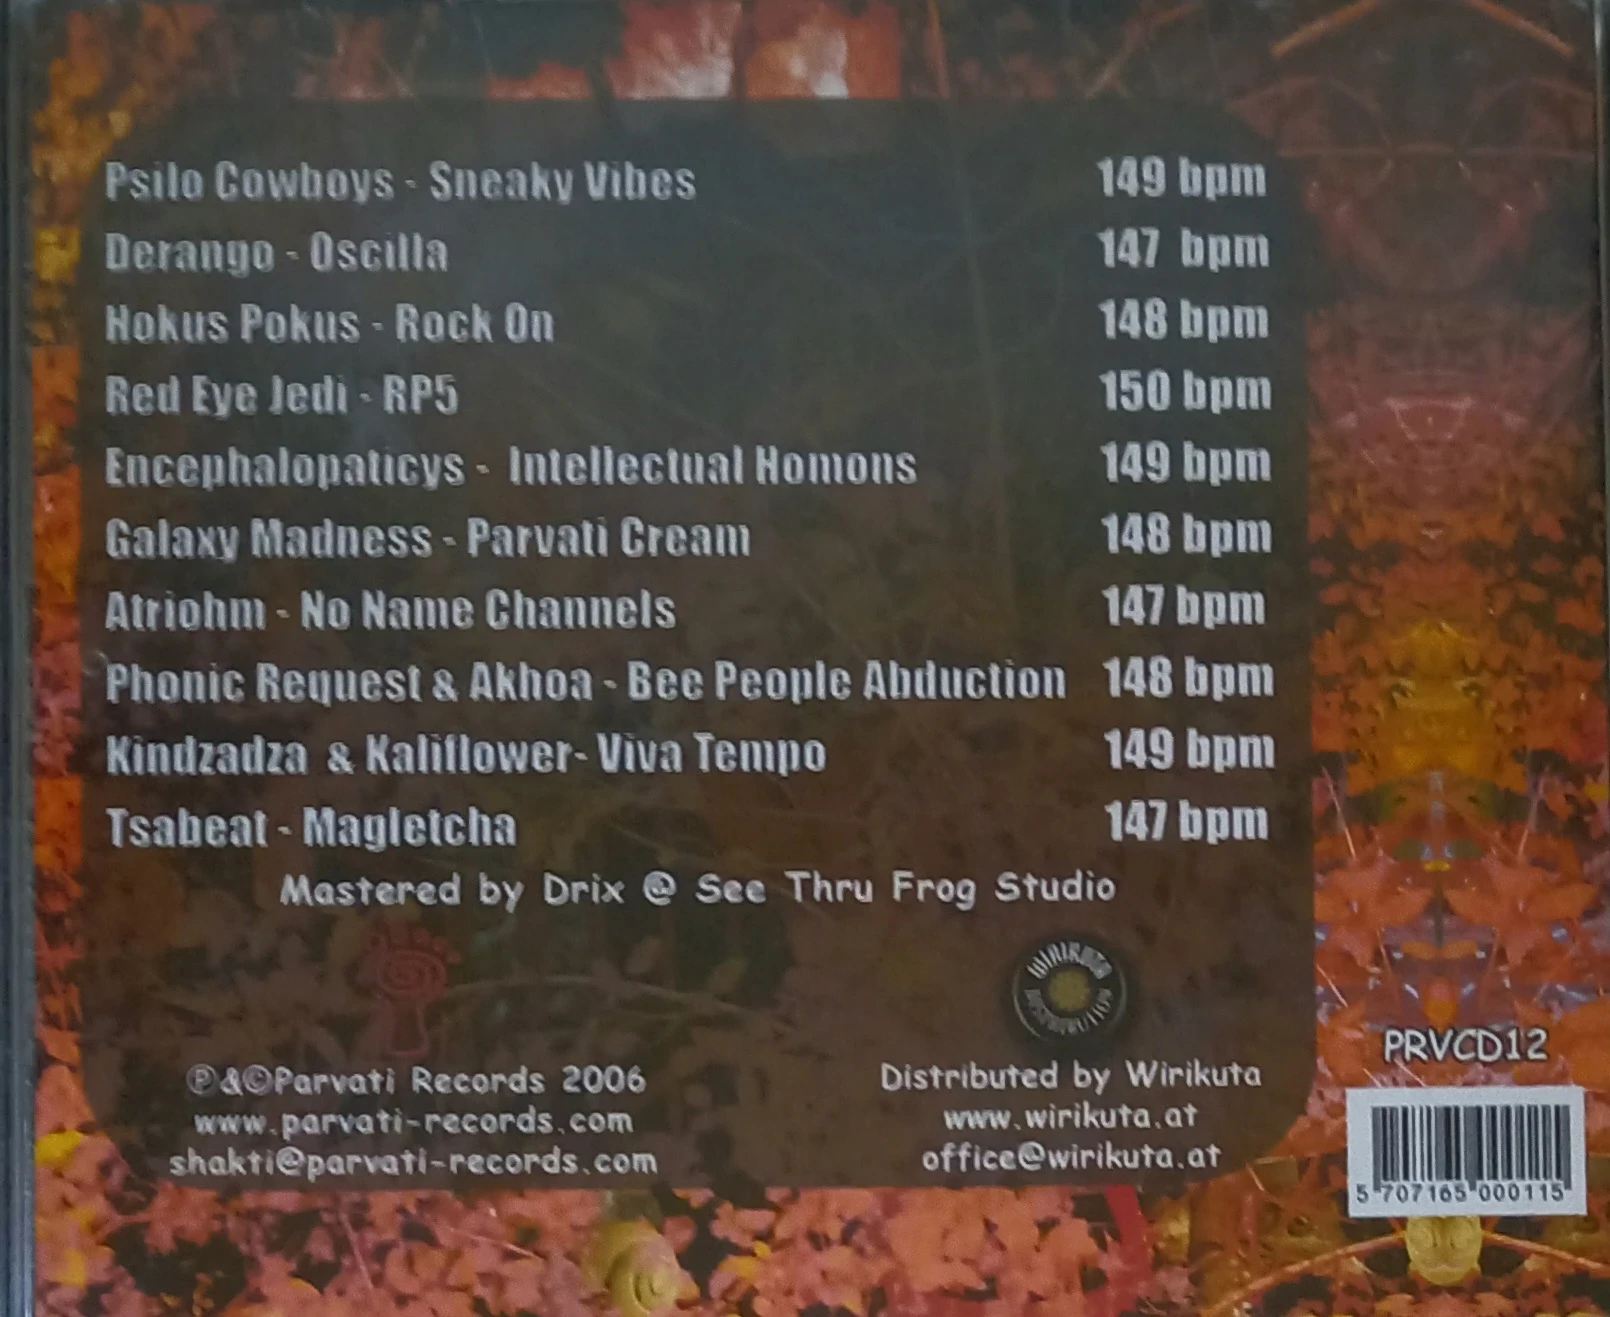 Psilo Cowboys - Sneaky Vibes 149 bpm
Derango - Oscilla 147 bpm
Hokus Pokus - Rock On 148 bpm
Red Eye Jedi - RP5 150 bpm
Encephalopaticys - Intellectual Homons 149 bpm
Galaxy Madness - Parvati Cream 148 bpm
Atriohm - No Name Channels 147 bpm
Phonic Request & Akhoa - Bee People Abduction 148 bpm
Kindzadza & Kaliflower- Viva Tempo 149 bpm
Tsabeat - Magletcha 147 bpm
Mastered by Drix @ See Thru Frog Studio
WIRIKUTA
DISTRIBUTION
℗&©Parvati Records 2006
www.parvati-records.com
shakti@parvati-records.com
Distributed by Wirikuta
www.wirikuta.at
office@wirikuta.at
PRVCD12
5 707165 000115